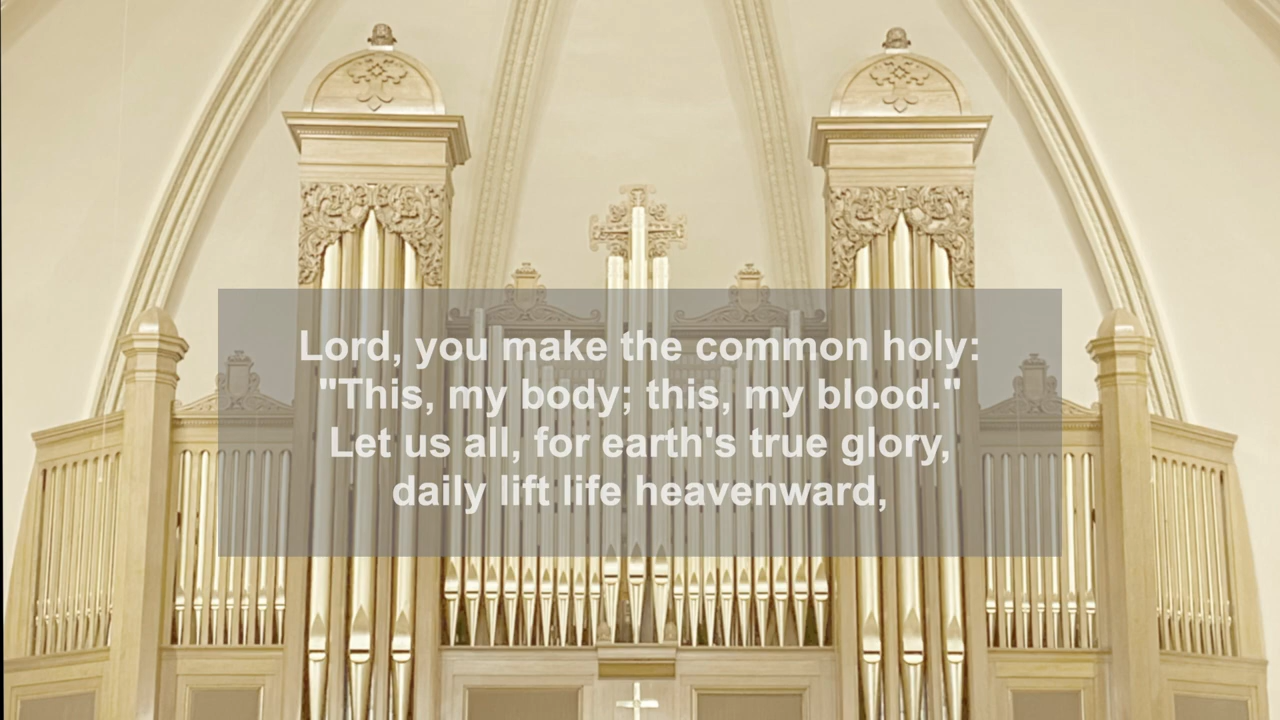 Lord, you make the common holy:
"This, my body; this, my blood."
Let us all, for earth's true glory,
daily lift life heavenward,